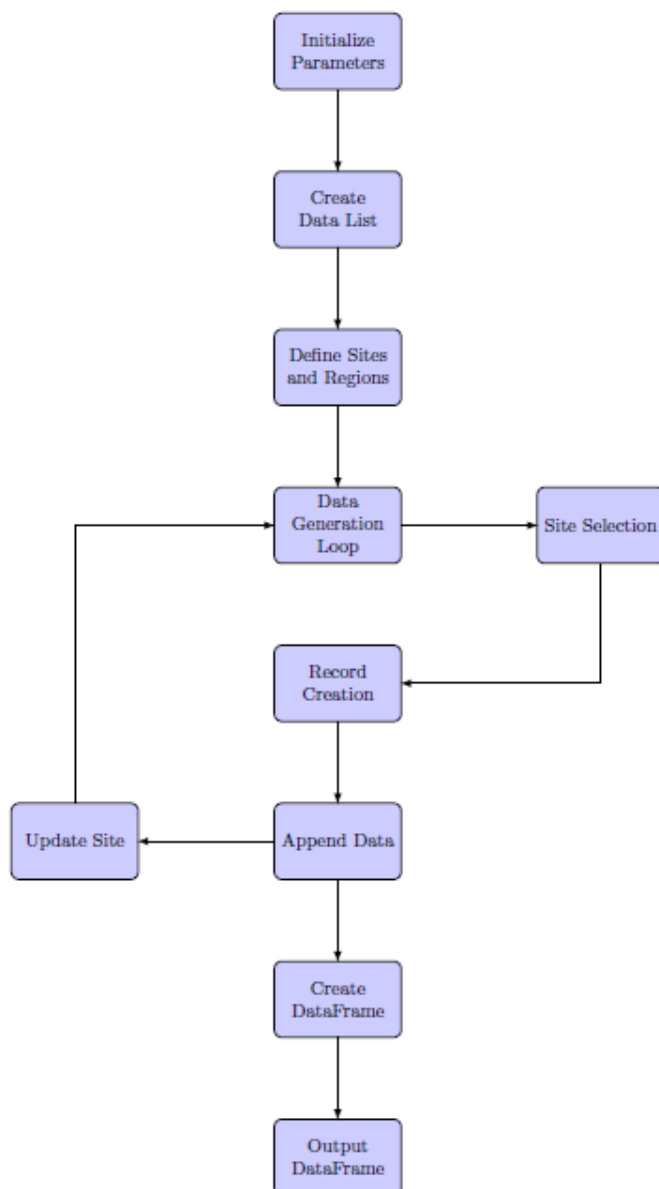 Initialize
Parameters
Create
Data List
Define Sites
and Regions
Data
Generation
Loop
Site Selection
Record
Creation
Update Site
Append Data
Create
DataFrame
Output
DataFrame